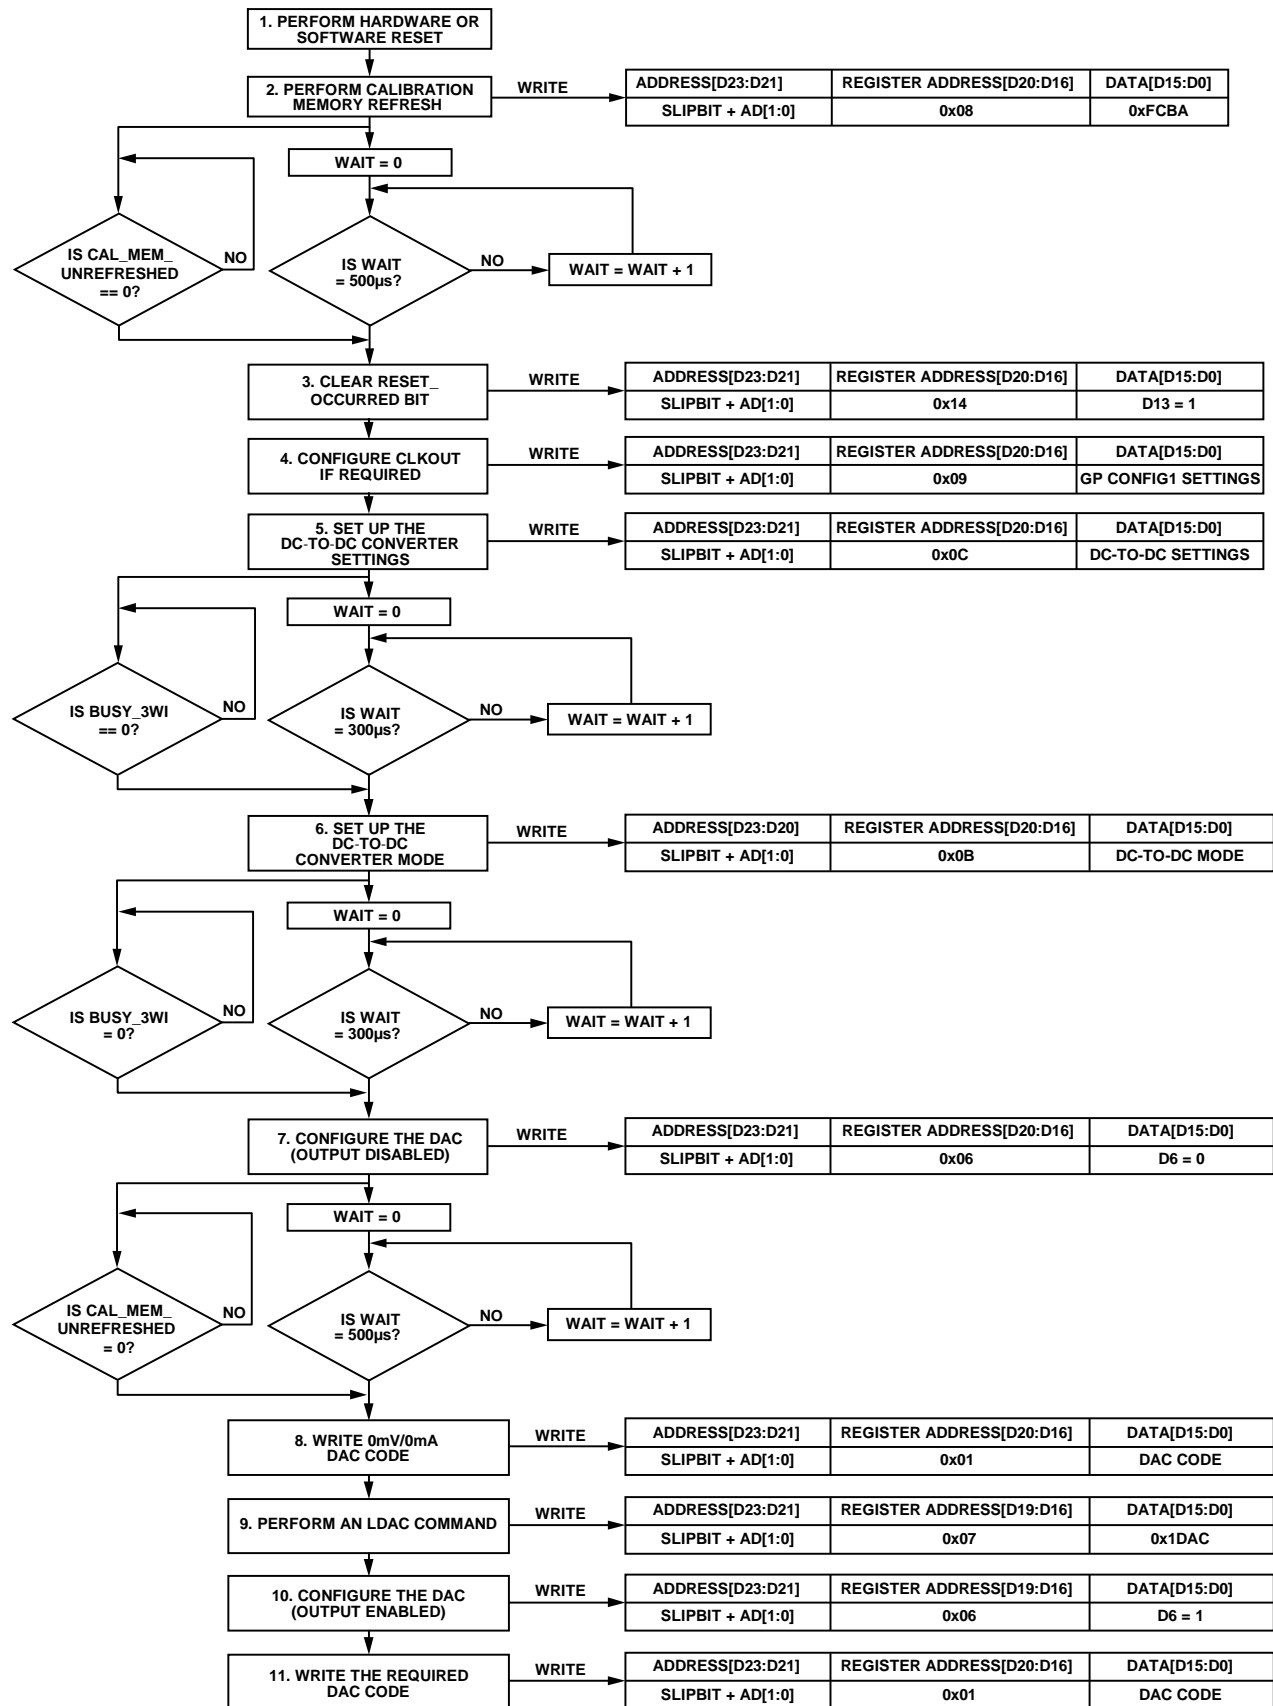 1. PERFORM HARDWARE OR
SOFTWARE RESET
2. PERFORM CALIBRATION
MEMORY REFRESH
WRITE
ADDRESS[D23:D21] REGISTER ADDRESS[D20:D16] DATA[D15:D0]
SLIPBIT + AD[1:0] 0x08 0xFCBA
WAIT = 0
IS CAL_MEM_
UNREFRESHED
== 0?
NO
IS WAIT
= 500µs?
NO
WAIT = WAIT + 1
3. CLEAR RESET_
OCCURRED BIT
WRITE
ADDRESS[D23:D21] REGISTER ADDRESS[D20:D16] DATA[D15:D0]
SLIPBIT + AD[1:0] 0x14 D13 = 1
4. CONFIGURE CLKOUT
IF REQUIRED
WRITE
ADDRESS[D23:D21] REGISTER ADDRESS[D20:D16] DATA[D15:D0]
SLIPBIT + AD[1:0] 0x09 GP CONFIG1 SETTINGS
5. SET UP THE
DC-TO-DC CONVERTER
SETTINGS
WRITE
ADDRESS[D23:D21] REGISTER ADDRESS[D20:D16] DATA[D15:D0]
SLIPBIT + AD[1:0] 0x0C DC-TO-DC SETTINGS
WAIT = 0
IS BUSY_3WI
== 0?
NO
IS WAIT
= 300µs?
NO
WAIT = WAIT + 1
6. SET UP THE
DC-TO-DC
CONVERTER MODE
WRITE
ADDRESS[D23:D20] REGISTER ADDRESS[D20:D16] DATA[D15:D0]
SLIPBIT + AD[1:0] 0x0B DC-TO-DC MODE
WAIT = 0
IS BUSY_3WI
= 0?
NO
IS WAIT
= 300µs?
NO
WAIT = WAIT + 1
7. CONFIGURE THE DAC
(OUTPUT DISABLED)
WRITE
ADDRESS[D23:D21] REGISTER ADDRESS[D20:D16] DATA[D15:D0]
SLIPBIT + AD[1:0] 0x06 D6 = 0
WAIT = 0
IS CAL_MEM_
UNREFRESHED
= 0?
NO
IS WAIT
= 500µs?
NO
WAIT = WAIT + 1
8. WRITE 0mV/0mA
DAC CODE
WRITE
ADDRESS[D23:D21] REGISTER ADDRESS[D20:D16] DATA[D15:D0]
SLIPBIT + AD[1:0] 0x01 DAC CODE
9. PERFORM AN LDAC COMMAND
WRITE
ADDRESS[D23:D21] REGISTER ADDRESS[D19:D16] DATA[D15:D0]
SLIPBIT + AD[1:0] 0x07 0x1DAC
10. CONFIGURE THE DAC
(OUTPUT ENABLED)
WRITE
ADDRESS[D23:D21] REGISTER ADDRESS[D19:D16] DATA[D15:D0]
SLIPBIT + AD[1:0] 0x06 D6 = 1
11. WRITE THE REQUIRED
DAC CODE
WRITE
ADDRESS[D23:D21] REGISTER ADDRESS[D20:D16] DATA[D15:D0]
SLIPBIT + AD[1:0] 0x01 DAC CODE